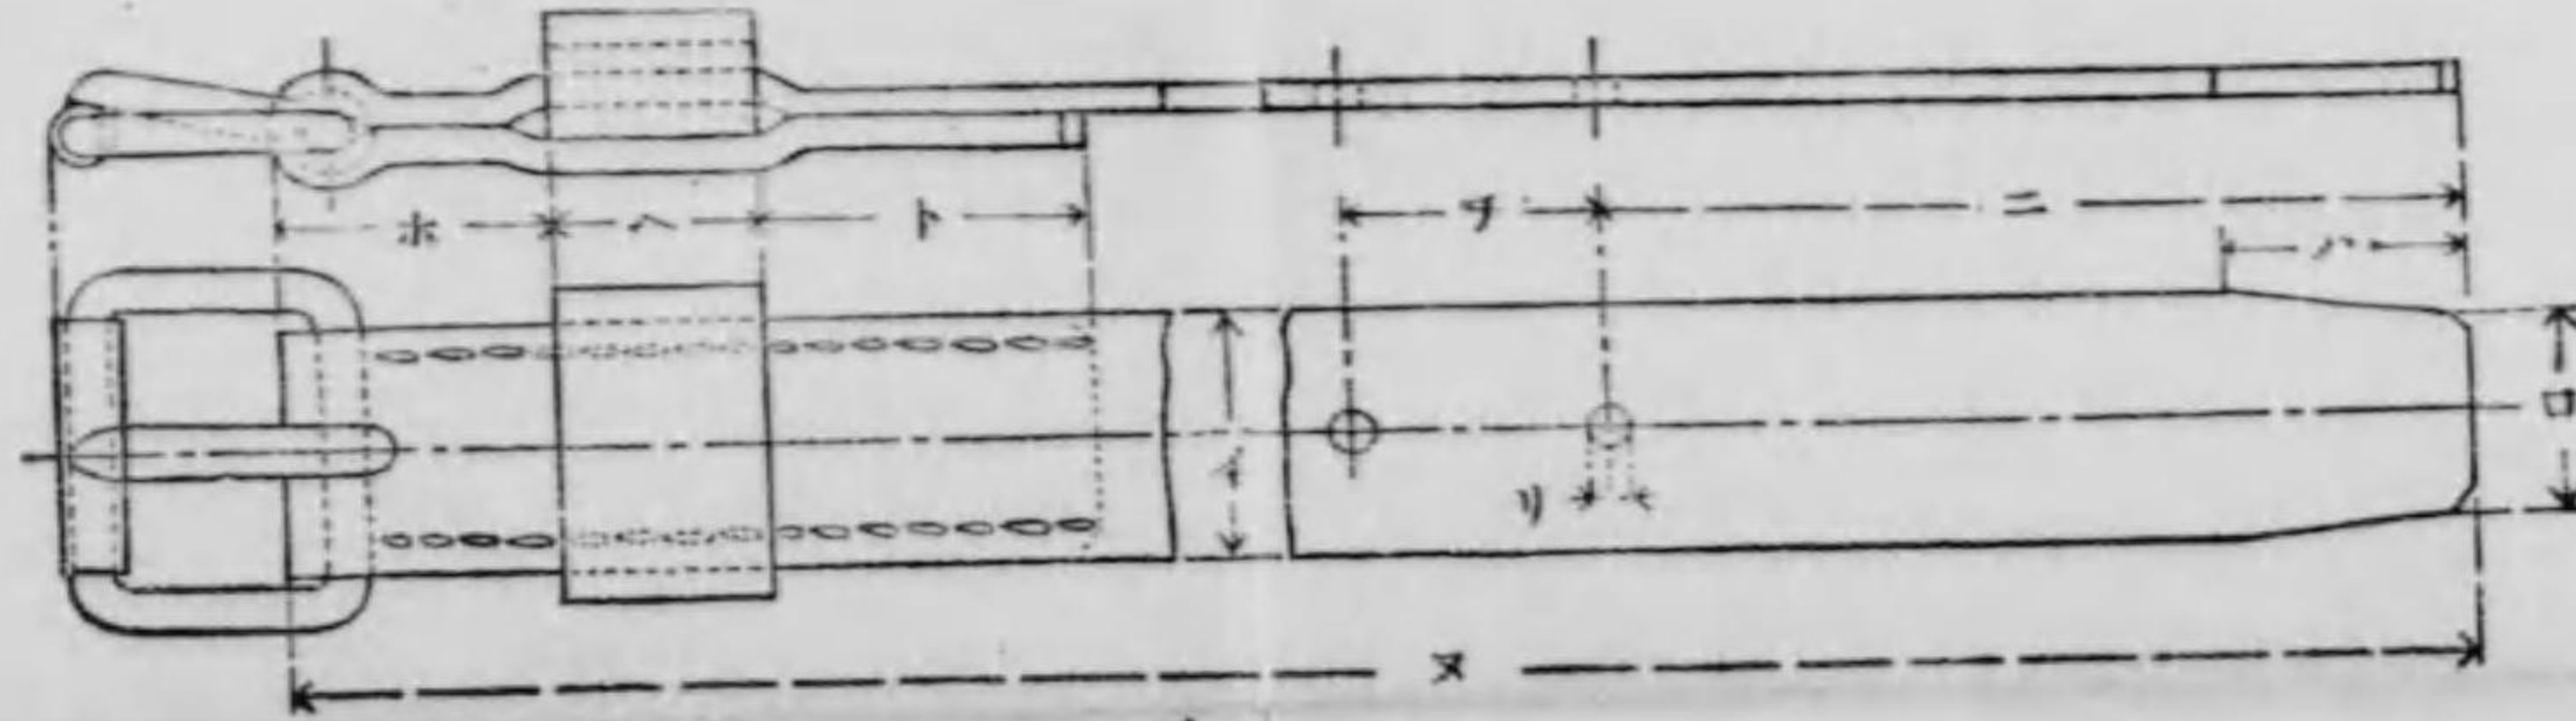 ホ ヘ ト チ ニ
ハ
イ ロ
リ
ヌ